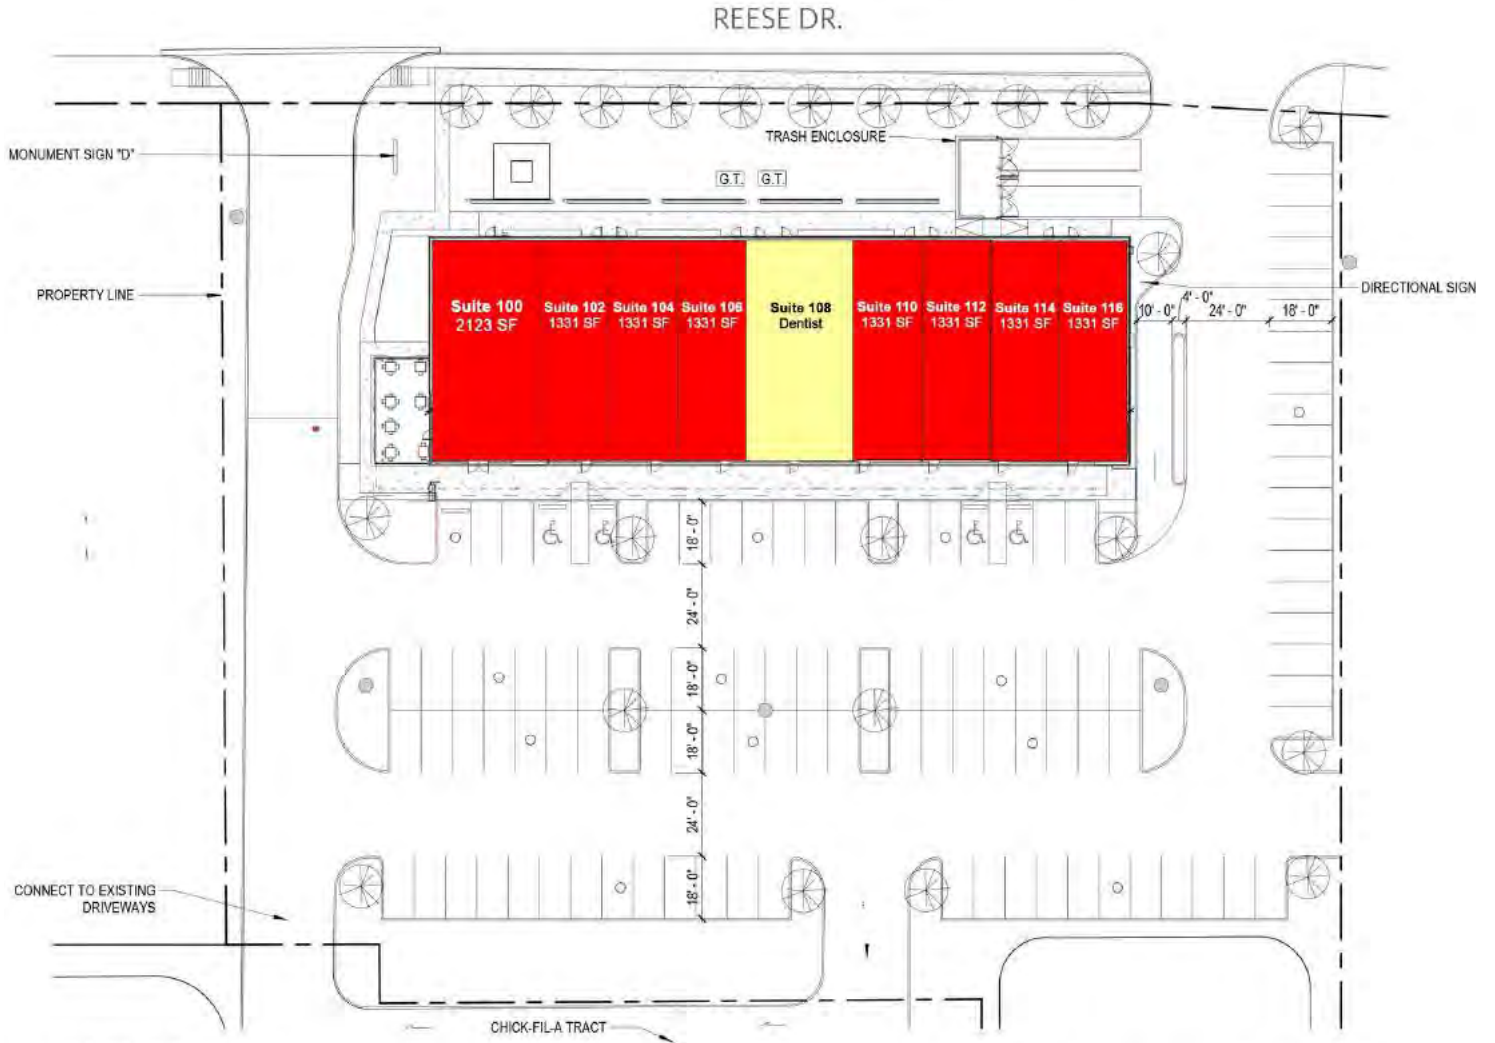 REESE DR.
TRASH ENCLOSURE
MONUMENT SIGN "D"
G.T.
G.T.
PROPERTY LINE
DIRECTIONAL SIGN
Suite 100
2123 SF
Suite 102
1331 SF
Suite 104
1331 SF
Suite 106
1331 SF
Suite 108
Dentist
Suite 110
1331 SF
Suite 112
1331 SF
Suite 114
1331 SF
Suite 116
1331 SF
10' - 0"
4' - 0"
24' - 0"
18' - 0"
18' - 0"
24' - 0"
18' - 0"
18' - 0"
24' - 0"
18' - 0"
CONNECT TO EXISTING
DRIVEWAYS
CHICK-FIL-A TRACT